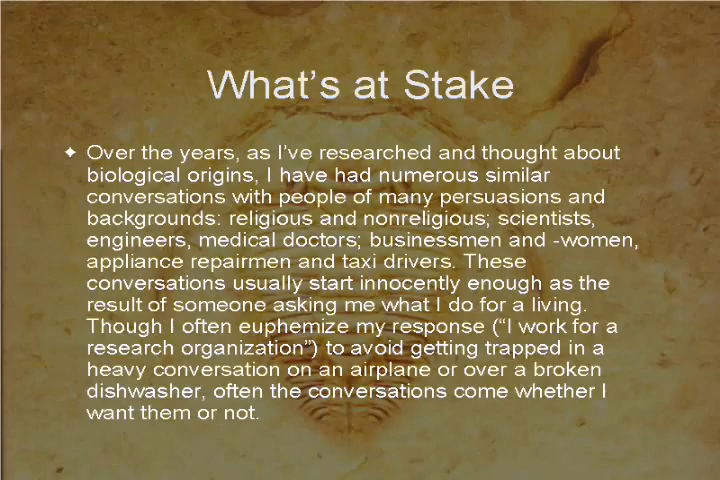 What's at Stake
Over the years, as I've researched and thought about
biological origins, I have had numerous similar
conversations with people of many persuasions and
backgrounds: religious and nonreligious; scientists,
engineers, medical doctors; businessmen and -women,
appliance repairmen and taxi drivers. These
conversations usually start innocently enough as the
result of someone asking me what I do for a living.
Though I often euphemize my response (“I work for a
research organization”) to avoid getting trapped in a
heavy conversation on an airplane or over a broken
dishwasher, often the conversations come whether I
want them or not.